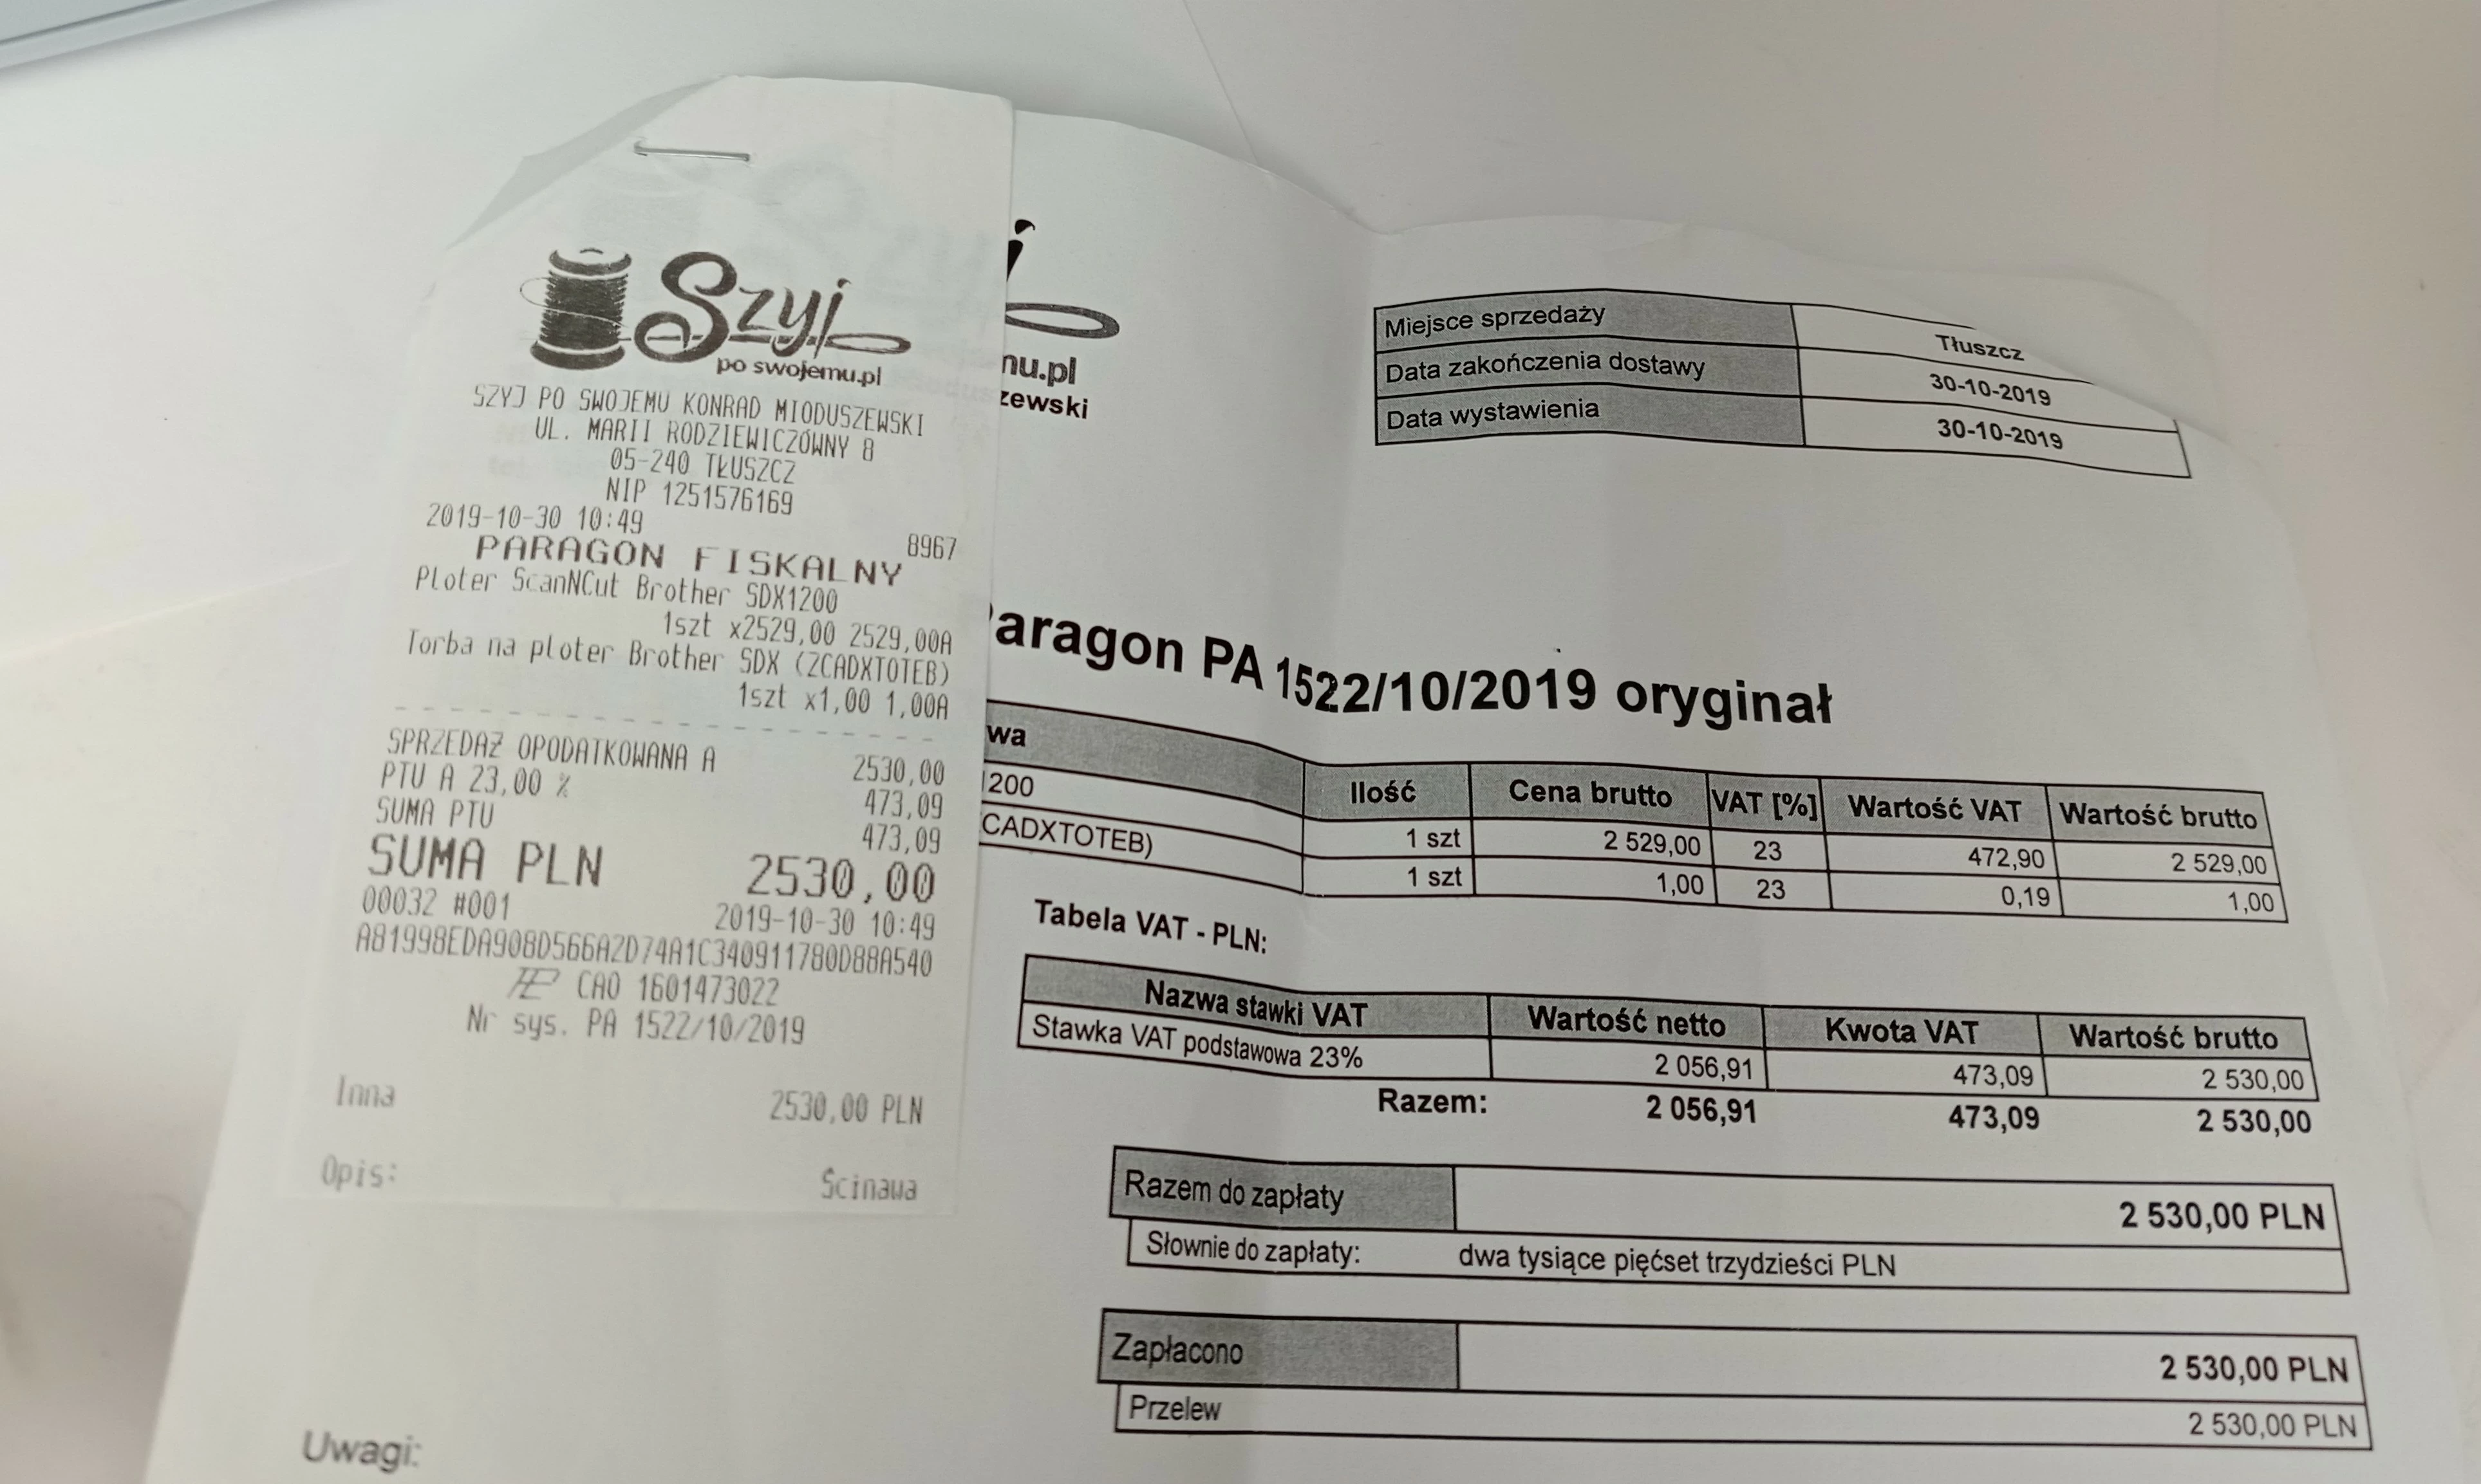 Szyj
po swojemu.pl
SZYJ PO SWOJEMU KONRAD MIODUSZEWSKI
UL. MARII RODZIEWICZÓWNY 8
05-240 TŁUSZCZ
NIP 1251576169
2019-10-30 10:49 8967
PARAGON FISKALNY
Ploter ScanNCut Brother SDX1200
1szt x2529,00 2529,00A
Torba na ploter Brother SDX (ZCADXTOTEB)
1szt x1,00 1,00A
SPRZEDAŻ OPODATKOWANA A 2530,00
PTU A 23,00 % 473,09
SUMA PTU 473,09
SUMA PLN 2530,00
00032 #001 2019-10-30 10:49
A81998EDA908D566A2D74A1C340911780D88A540
CAO 1601473022
Nr sys. PA 1522/10/2019
Inna 2530,00 PLN
Opis: Ścinawa
j
mu.pl
zewski
Miejsce sprzedaży Tłuszcz
Data zakończenia dostawy 30-10-2019
Data wystawienia 30-10-2019
Paragon PA 1522/10/2019 oryginał
wa Ilość Cena brutto VAT [%] Wartość VAT Wartość brutto
1200 1 szt 2 529,00 23 472,90 2 529,00
CADXTOTEB) 1 szt 1,00 23 0,19 1,00
Tabela VAT - PLN:
Nazwa stawki VAT Wartość netto Kwota VAT Wartość brutto
Stawka VAT podstawowa 23% 2 056,91 473,09 2 530,00
Razem: 2 056,91 473,09 2 530,00
Razem do zapłaty 2 530,00 PLN
Słownie do zapłaty: dwa tysiące pięćset trzydzieści PLN
Zapłacono 2 530,00 PLN
Przelew 2 530,00 PLN
Uwagi: